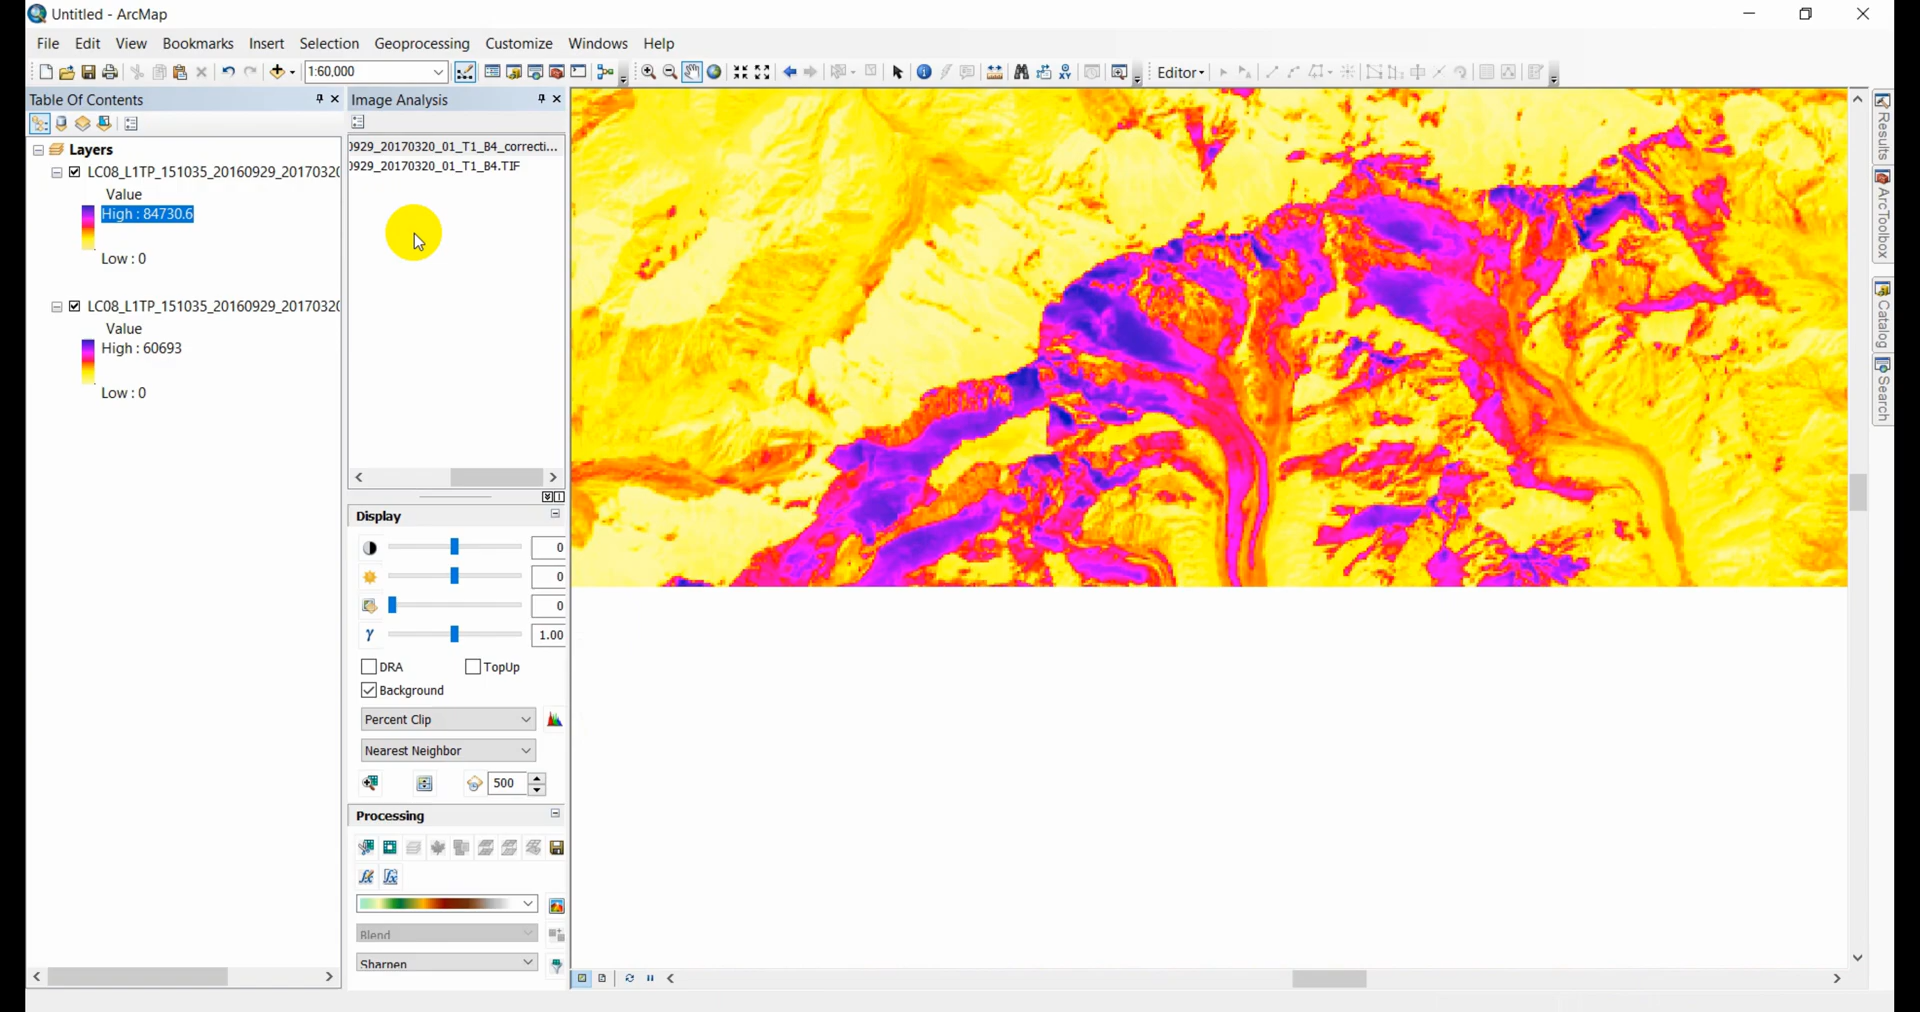 Untitled - ArcMap
File Edit View Bookmarks Insert Selection Geoprocessing Customize Windows Help
1:60,000
Editor
Table Of Contents
Image Analysis
Layers
LC08_L1TP_151035_20160929_2017032
Value
High : 84730.6
Low : 0
LC08_L1TP_151035_20160929_2017032
Value
High : 60693
Low : 0
0929_20170320_01_T1_B4_correcti...
0929_20170320_01_T1_B4.TIF
Display
0
0
0
γ 1.00
DRA TopUp
Background
Percent Clip
Nearest Neighbor
500
Processing
Blend
Sharpen
Results
ArcToolbox
Catalog
Search